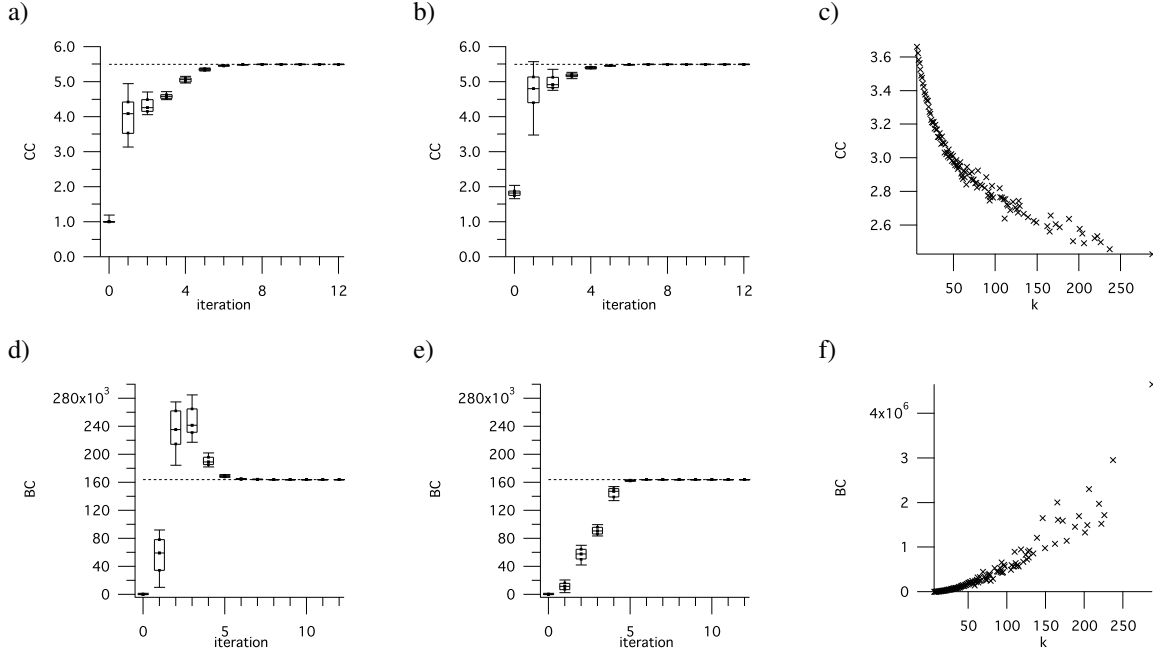 a)
CC
6.0
5.0
4.0
3.0
2.0
1.0
0.0
0 4 8 12
iteration
b)
CC
6.0
5.0
4.0
3.0
2.0
1.0
0.0
0 4 8 12
iteration
c)
CC
3.6
3.4
3.2
3.0
2.8
2.6
50 100 150 200 250
k
d)
BC
280x10³
240
200
160
120
80
40
0
0 5 10
iteration
e)
BC
280x10³
240
200
160
120
80
40
0
0 5 10
iteration
f)
BC
4x10⁶
3
2
1
0
50 100 150 200 250
k